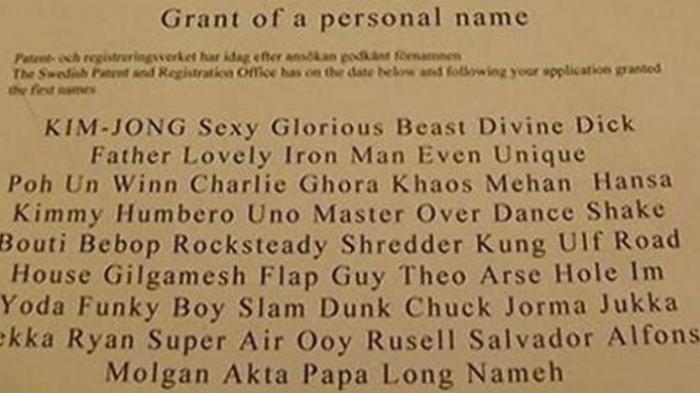 Grant of a personal name
Patent- och registreringsverket har idag efter ansökan godkänt förnamnen
The Swedish Patent and Registration Office has on the date below and following your application granted
the first names
KIM-JONG Sexy Glorious Beast Divine Dick
Father Lovely Iron Man Even Unique
Poh Un Winn Charlie Ghora Khaos Mehan Hansa
Kimmy Humbero Uno Master Over Dance Shake
Bouti Bebop Rocksteady Shredder Kung Ulf Road
House Gilgamesh Flap Guy Theo Arse Hole Im
Yoda Funky Boy Slam Dunk Chuck Jorma Jukka
ekka Ryan Super Air Ooy Rusell Salvador Alfons
Molgan Akta Papa Long Nameh